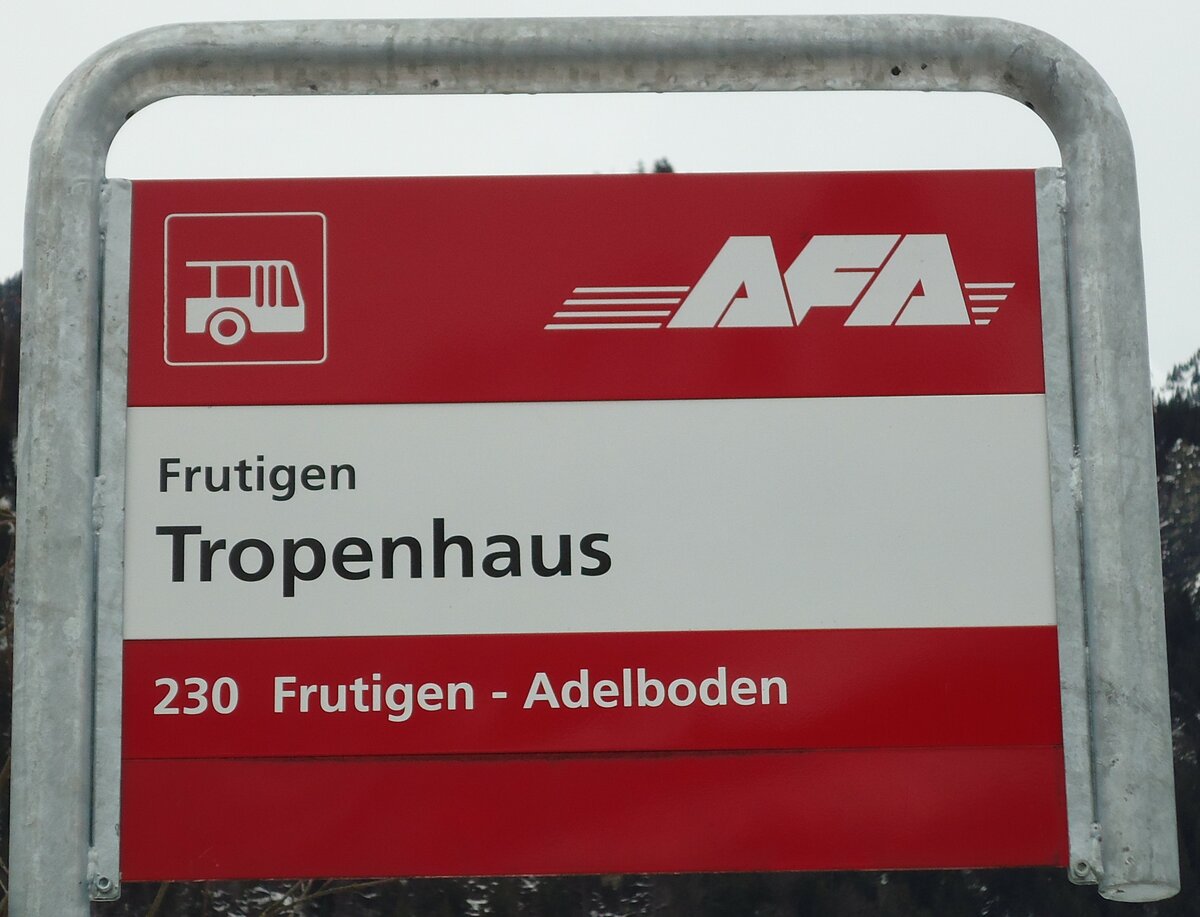 AFA
Frutigen
Tropenhaus
230 Frutigen - Adelboden